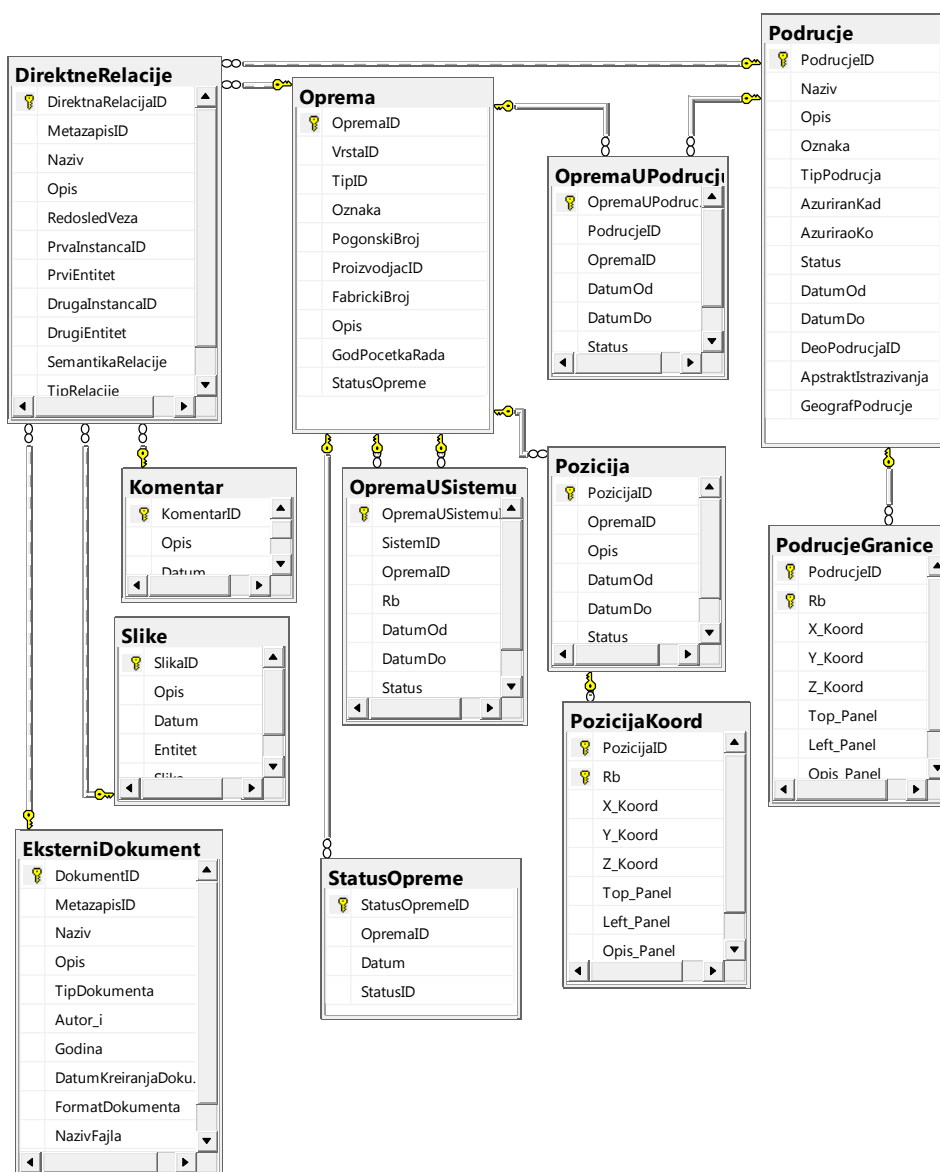 DirektneRelacije
DirektnaRelacijaID
MetazapisID
Naziv
Opis
RedosledVeza
PrvaInstancaID
PrviEntitet
DrugaInstancaID
DrugiEntitet
SemantikaRelacije
TipRelacije
Oprema
OpremaID
VrstaID
TipID
Oznaka
PogonskiBroj
ProizvodjacID
FabrickiBroj
Opis
GodPocetkaRada
StatusOpreme
OpremaUPodrucju
OpremaUPodruc.
PodrucjeID
OpremaID
DatumOd
DatumDo
Status
Podrucje
PodrucjeID
Naziv
Opis
Oznaka
TipPodrucja
AzuriranKad
AzuriraoKo
Status
DatumOd
DatumDo
DeoPodrucjaID
ApstraktIstrazivanja
GeografPodrucje
Komentar
KomentarID
Opis
Datum
OpremaUSistemu
OpremaUSistemuI
SistemID
OpremaID
Rb
DatumOd
DatumDo
Status
Pozicija
PozicijaID
OpremaID
Opis
DatumOd
DatumDo
Status
PodrucjeGranice
PodrucjeID
Rb
X_Koord
Y_Koord
Z_Koord
Top_Panel
Left_Panel
Opis_Panel
Slike
SlikaID
Opis
Datum
Entitet
Slika
PozicijaKoord
PozicijaID
Rb
X_Koord
Y_Koord
Z_Koord
Top_Panel
Left_Panel
Opis_Panel
EksterniDokument
DokumentID
MetazapisID
Naziv
Opis
TipDokumenta
Autor_i
Godina
DatumKreiranjaDoku.
FormatDokumenta
NazivFajla
StatusOpreme
StatusOpremeID
OpremaID
Datum
StatusID